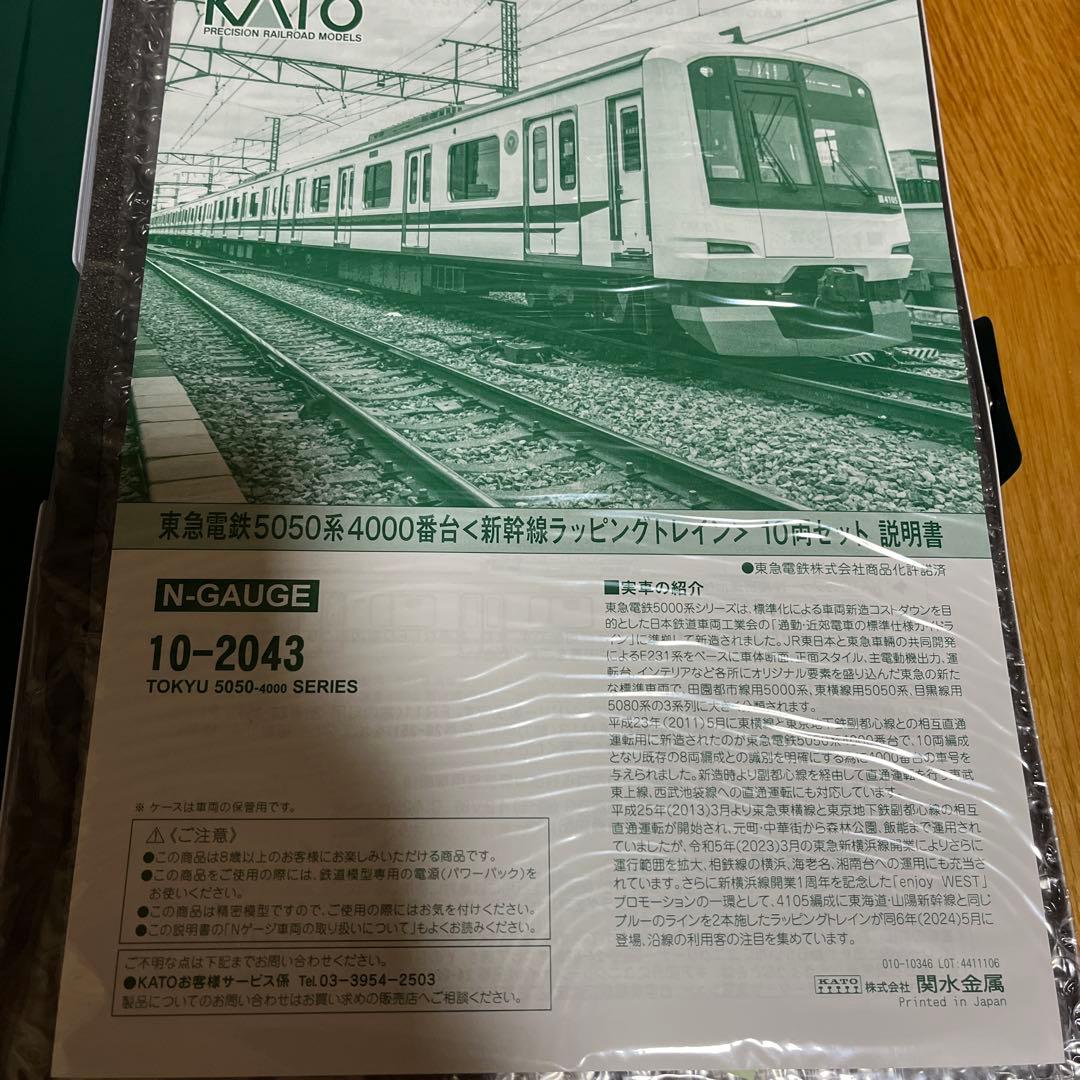 KATO
PRECISION RAILROAD MODELS
4105
東急電鉄5050系4000番台<新幹線ラッピングトレイン> 10両セット 説明書
●東急電鉄株式会社商品化許諾済
N-GAUGE
10-2043
TOKYU 5050-4000 SERIES
※ ケースは車両の保管用です。
⚠《ご注意》
●この商品は8歳以上のお客様にお楽しみいただける商品です。
●この商品をご使用の際には、鉄道模型専用の電源(パワーパック)を
お使いください。
●この商品は精密模型ですので、ご使用の際にはお気を付けください。
●この説明書の「Nゲージ車両の取り扱いについて」もよくお読みください。
ご不明な点は下記までお問い合わせください。
●KATOお客様サービス係 Tel.03-3954-2503
製品についてのお問い合わせはお買い求めの販売店へご相談ください。
■実車の紹介
東急電鉄5000系シリーズは、標準化による車両新造コストダウンを目
的とした日本鉄道車両工業会の「通勤・近郊電車の標準仕様ガイドラ
イン」に準拠して新造されました。JR東日本と東急車輛の共同開発
によるE231系をベースに車体断面、正面スタイル、主電動機出力、運
転台、インテリアなど各所にオリジナル要素を盛り込んだ東急の新た
な標準車両で、田園都市線用5000系、東横線用5050系、目黒線用
5080系の3系列に大きく分類されます。
平成23年(2011)5月に東横線と東京地下鉄副都心線との相互直通
運転用に新造されたのが東急電鉄5050系4000番台で、10両編成
となり既存の8両編成との識別を明確にする為に4000番台の車号を
与えられました。新造時より副都心線を経由して直通運転を行う東武
東上線、西武池袋線への直通運転にも対応しています。
平成25年(2013)3月より東急東横線と東京地下鉄副都心線の相互
直通運転が開始され、元町・中華街から森林公園、飯能まで運用され
ていましたが、令和5年(2023)3月の東急新横浜線開業によりさらに
運行範囲を拡大、相鉄線の横浜、海老名、湘南台への運用にも充当さ
れています。さらに新横浜線開業1周年を記念した「enjoy WEST」
プロモーションの一環として、4105編成に東海道・山陽新幹線と同じ
ブルーのラインを2本施したラッピングトレインが同6年(2024)5月に
登場、沿線の利用客の注目を集めています。
010-10346 LOT:4411106
KATO 株式会社 関水金属
Printed in Japan